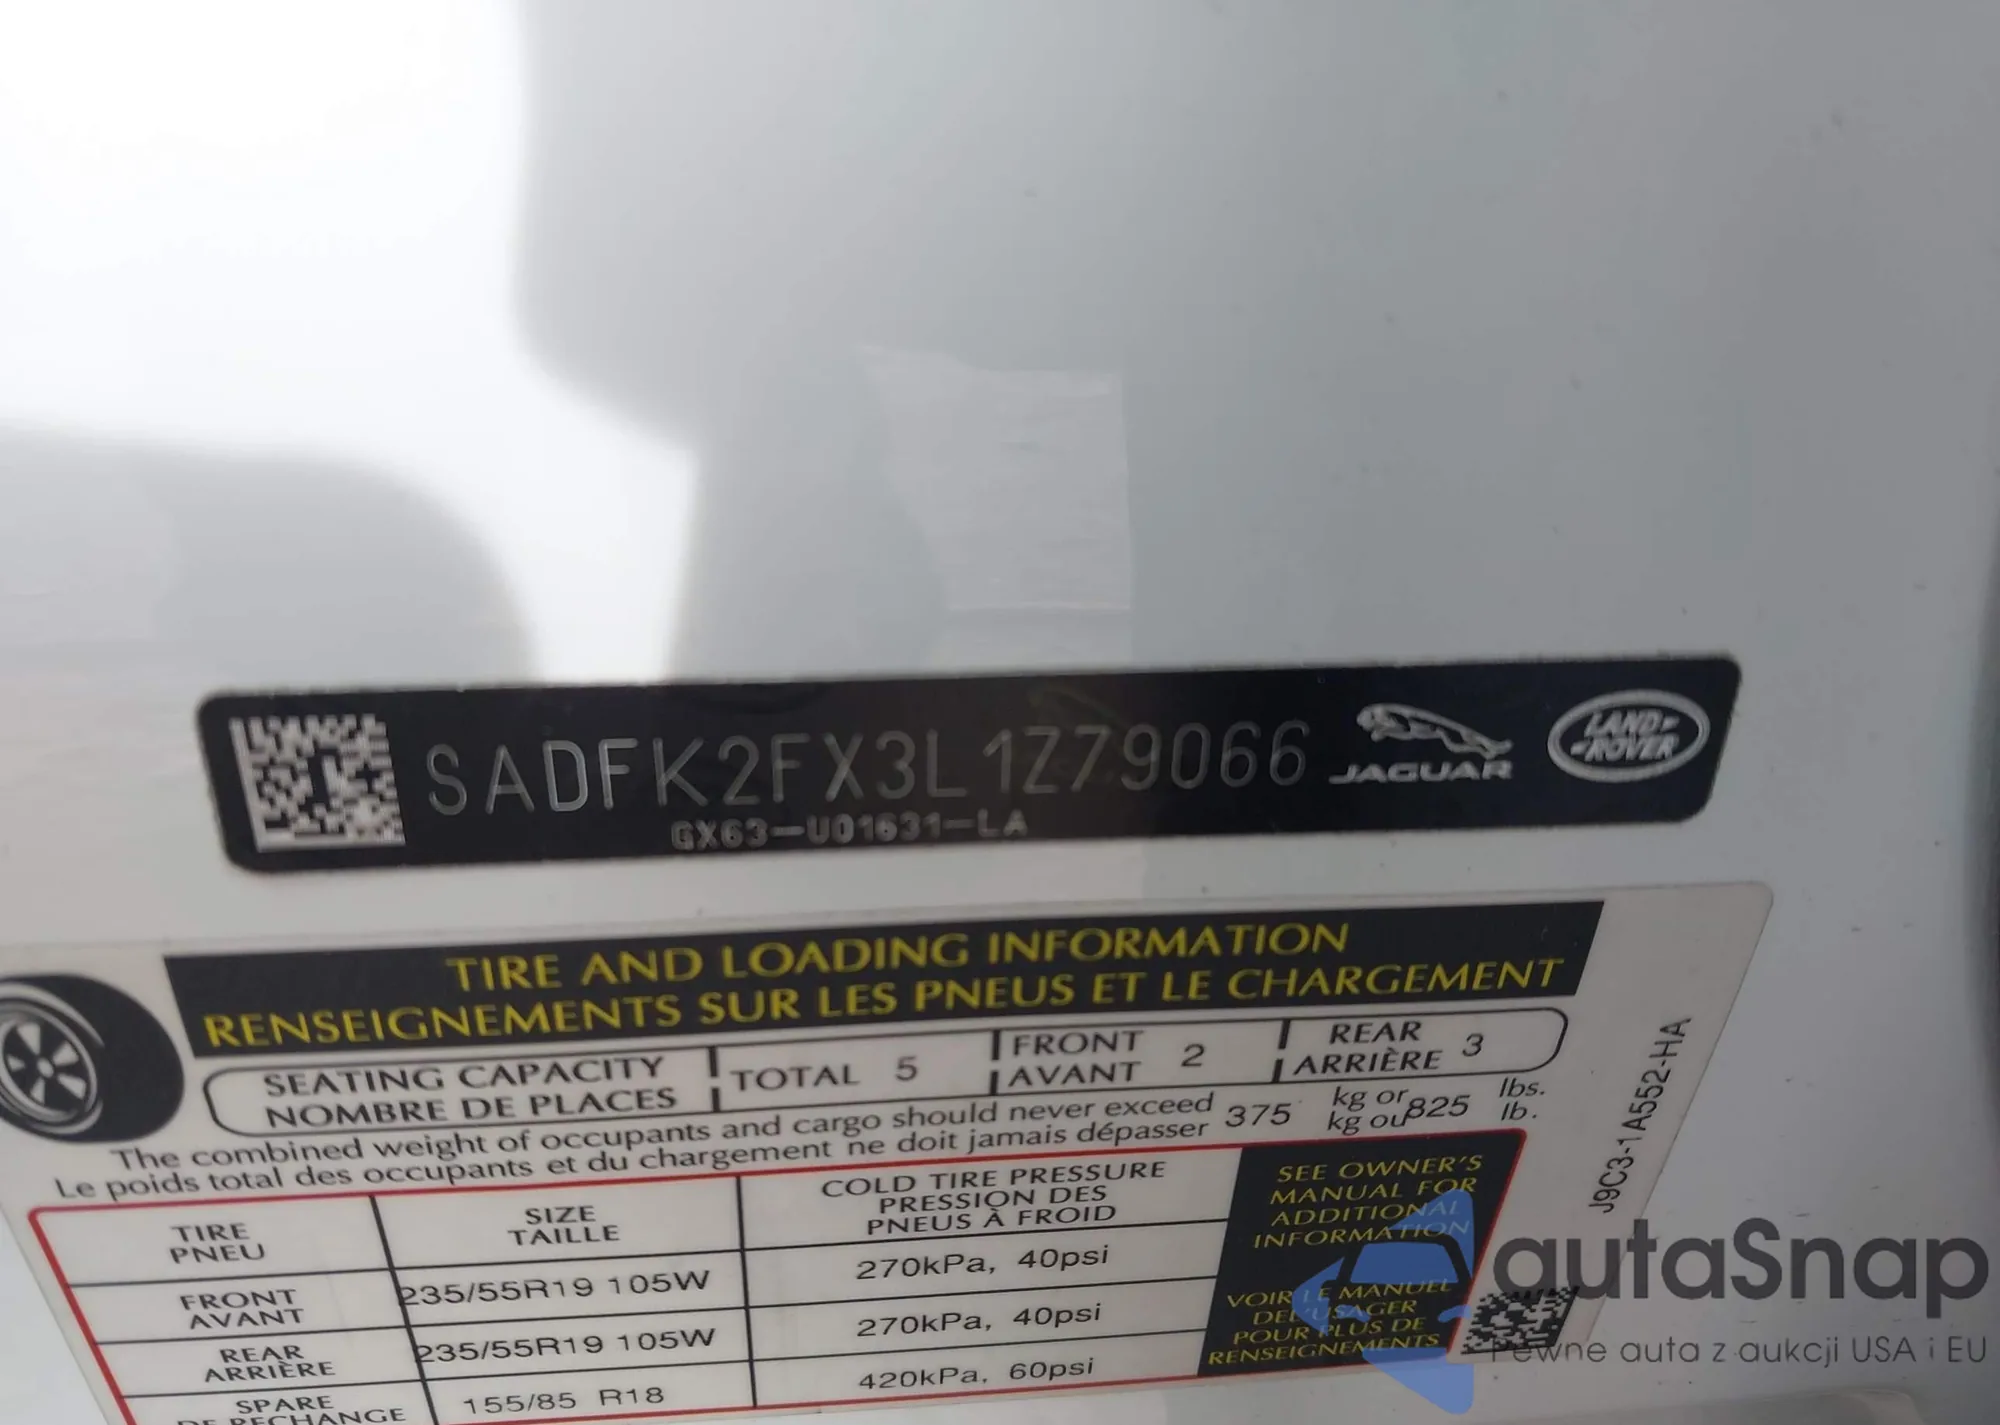 SADFK2FX3L1Z79066
JAGUAR
LAND-
-ROVER
GX63-U01631-LA
TIRE AND LOADING INFORMATION
RENSEIGNEMENTS SUR LES PNEUS ET LE CHARGEMENT
SEATING CAPACITY
NOMBRE DE PLACES
TOTAL 5
FRONT
AVANT
2
REAR
ARRIÈRE
3
The combined weight of occupants and cargo should never exceed
Le poids total des occupants et du chargement ne doit jamais dépasser
375
kg or
kg ou
825
lbs.
lb.
TIRE
PNEU
SIZE
TAILLE
COLD TIRE PRESSURE
PRESSION DES
PNEUS À FROID
FRONT
AVANT
235/55R19 105W
270kPa, 40psi
REAR
ARRIÈRE
235/55R19 105W
270kPa, 40psi
SPARE
DE RECHANGE
155/85 R18
420kPa, 60psi
SEE OWNER'S
MANUAL FOR
ADDITIONAL
INFORMATION
VOIR LE MANUEL
DE L'USAGER
POUR PLUS DE
RENSEIGNEMENTS
J9C3-1A552-HA
autaSnap
Pewne auta z aukcji USA i EU